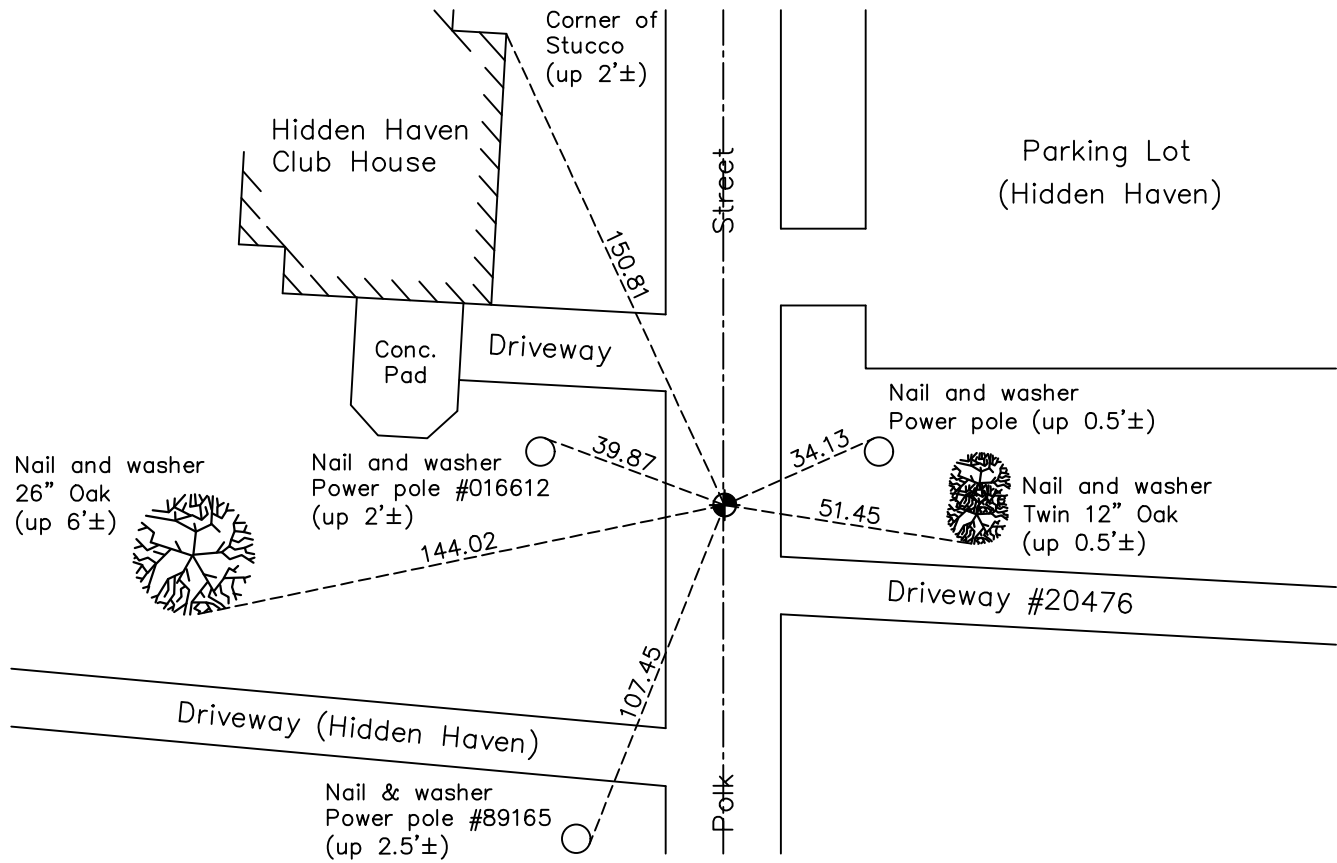 Corner of
Stucco
(up 2'±)
Hidden Haven
Club House
Street
Parking Lot
(Hidden Haven)
150.81
Conc.
Pad
Driveway
Nail and washer
Power pole (up 0.5'±)
39.87
34.13
Nail and washer
26" Oak
(up 6'±)
Nail and washer
Power pole #016612
(up 2'±)
Nail and washer
Twin 12" Oak
(up 0.5'±)
51.45
144.02
Driveway #20476
107.45
Driveway (Hidden Haven)
Polk
Nail & washer
Power pole #89165
(up 2.5'±)